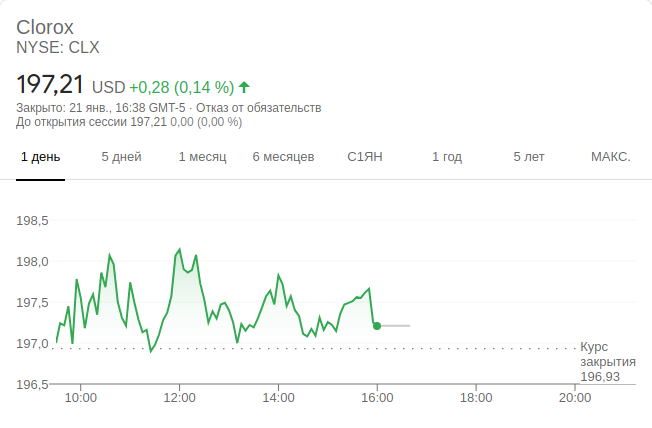 Clorox
NYSE: CLX
197,21 USD +0,28 (0,14 %)
Закрыто: 21 янв., 16:38 GMT-5 · Отказ от обязательств
До открытия сессии 197,21 0,00 (0,00 %)
1 день 5 дней 1 месяц 6 месяцев С1ЯН 1 год 5 лет МАКС.
198,5
198,0
197,5
197,0
Курс
закрытия
196,93
196,5
10:00 12:00 14:00 16:00 18:00 20:00